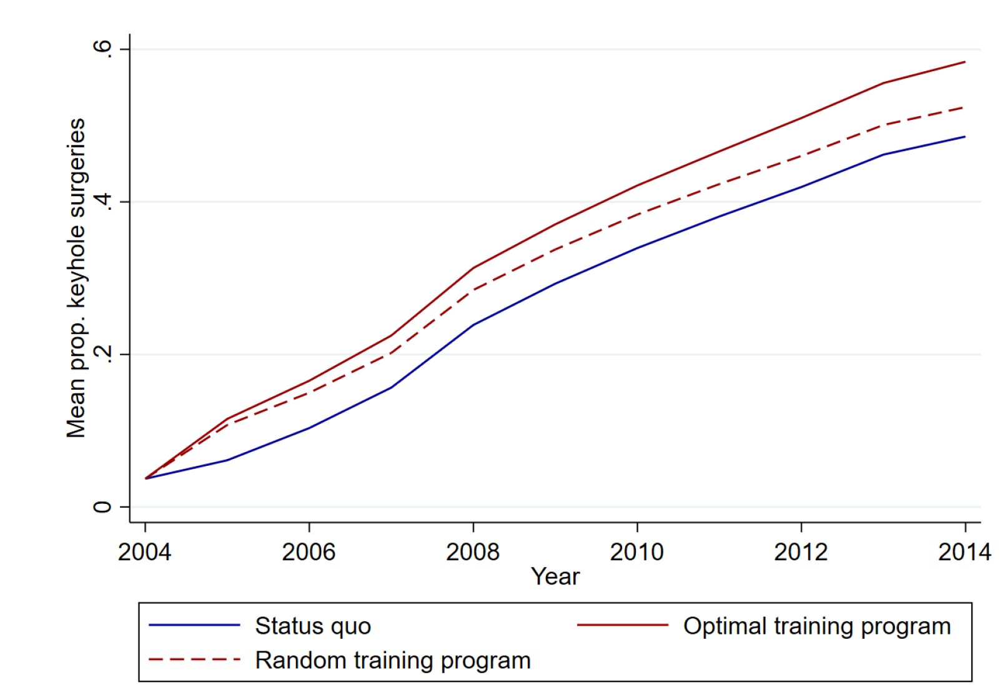 Mean prop. keyhole surgeries
.6
.4
.2
0
2004 2006 2008 2010 2012 2014
Year
Status quo
Optimal training program
Random training program